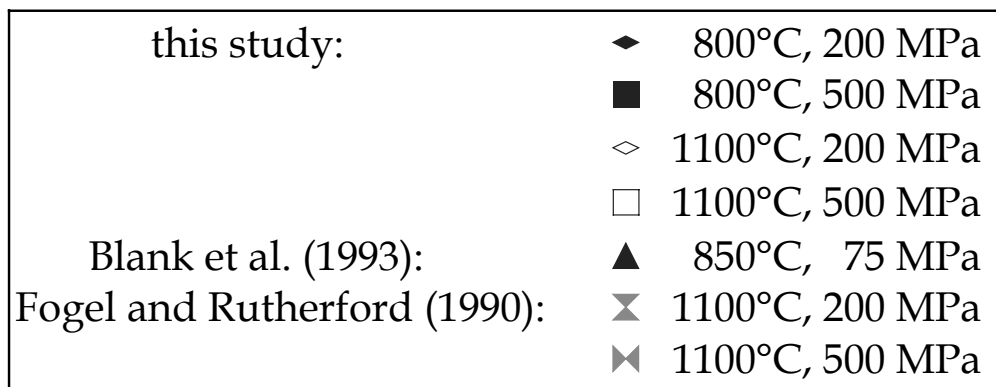 this study: 800°C, 200 MPa
800°C, 500 MPa
1100°C, 200 MPa
1100°C, 500 MPa
Blank et al. (1993): 850°C, 75 MPa
Fogel and Rutherford (1990): 1100°C, 200 MPa
1100°C, 500 MPa